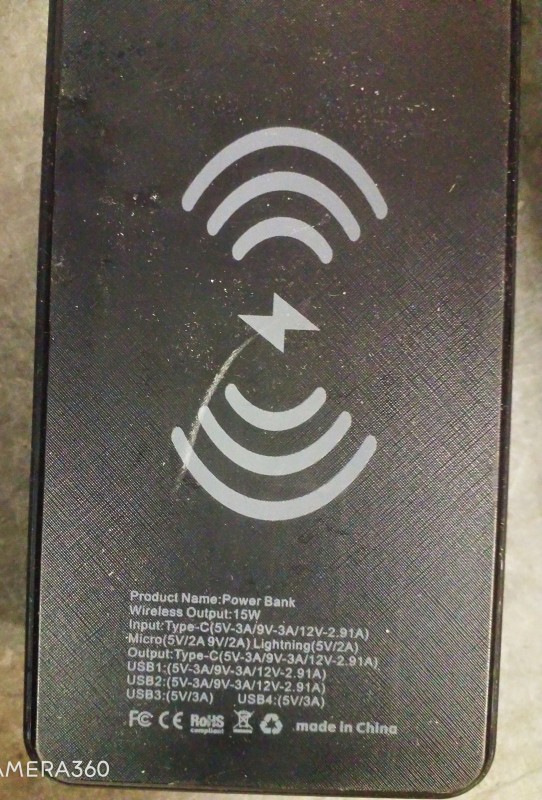 Product Name:Power Bank
Wireless Output:15W
Input:Type-C(5V-3A/9V-3A/12V-2.91A)
Micro(5V/2A 9V/2A) Lightning(5V/2A)
Output:Type-C(5V-3A/9V-3A/12V-2.91A)
USB1:(5V-3A/9V-3A/12V-2.91A)
USB2:(5V-3A/9V-3A/12V-2.91A)
USB3:(5V/3A) USB4:(5V/3A)
FC CE RoHS compliant made in China
AMERA360